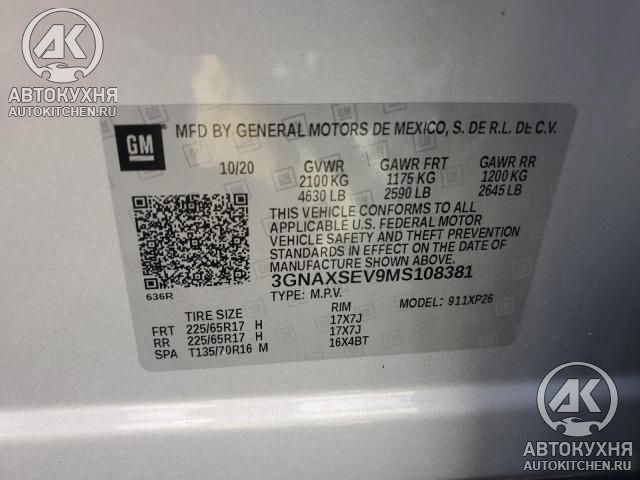 АВТОКУХНЯ
AUTOKITCHEN.RU
GM
MFD BY GENERAL MOTORS DE MEXICO, S. DE R.L. DE C.V.
10/20 GVWR GAWR FRT GAWR RR
2100 KG 1175 KG 1200 KG
4630 LB 2590 LB 2645 LB
THIS VEHICLE CONFORMS TO ALL
APPLICABLE U.S. FEDERAL MOTOR
VEHICLE SAFETY AND THEFT PREVENTION
STANDARDS IN EFFECT ON THE DATE OF
MANUFACTURE SHOWN ABOVE.
3GNAXSEV9MS108381
636R TYPE: M.P.V. MODEL: 911XP26
TIRE SIZE RIM
FRT 225/65R17 H 17X7J
RR 225/65R17 H 17X7J
SPA T135/70R16 M 16X4BT
АК
АВТОКУХНЯ
AUTOKITCHEN.RU